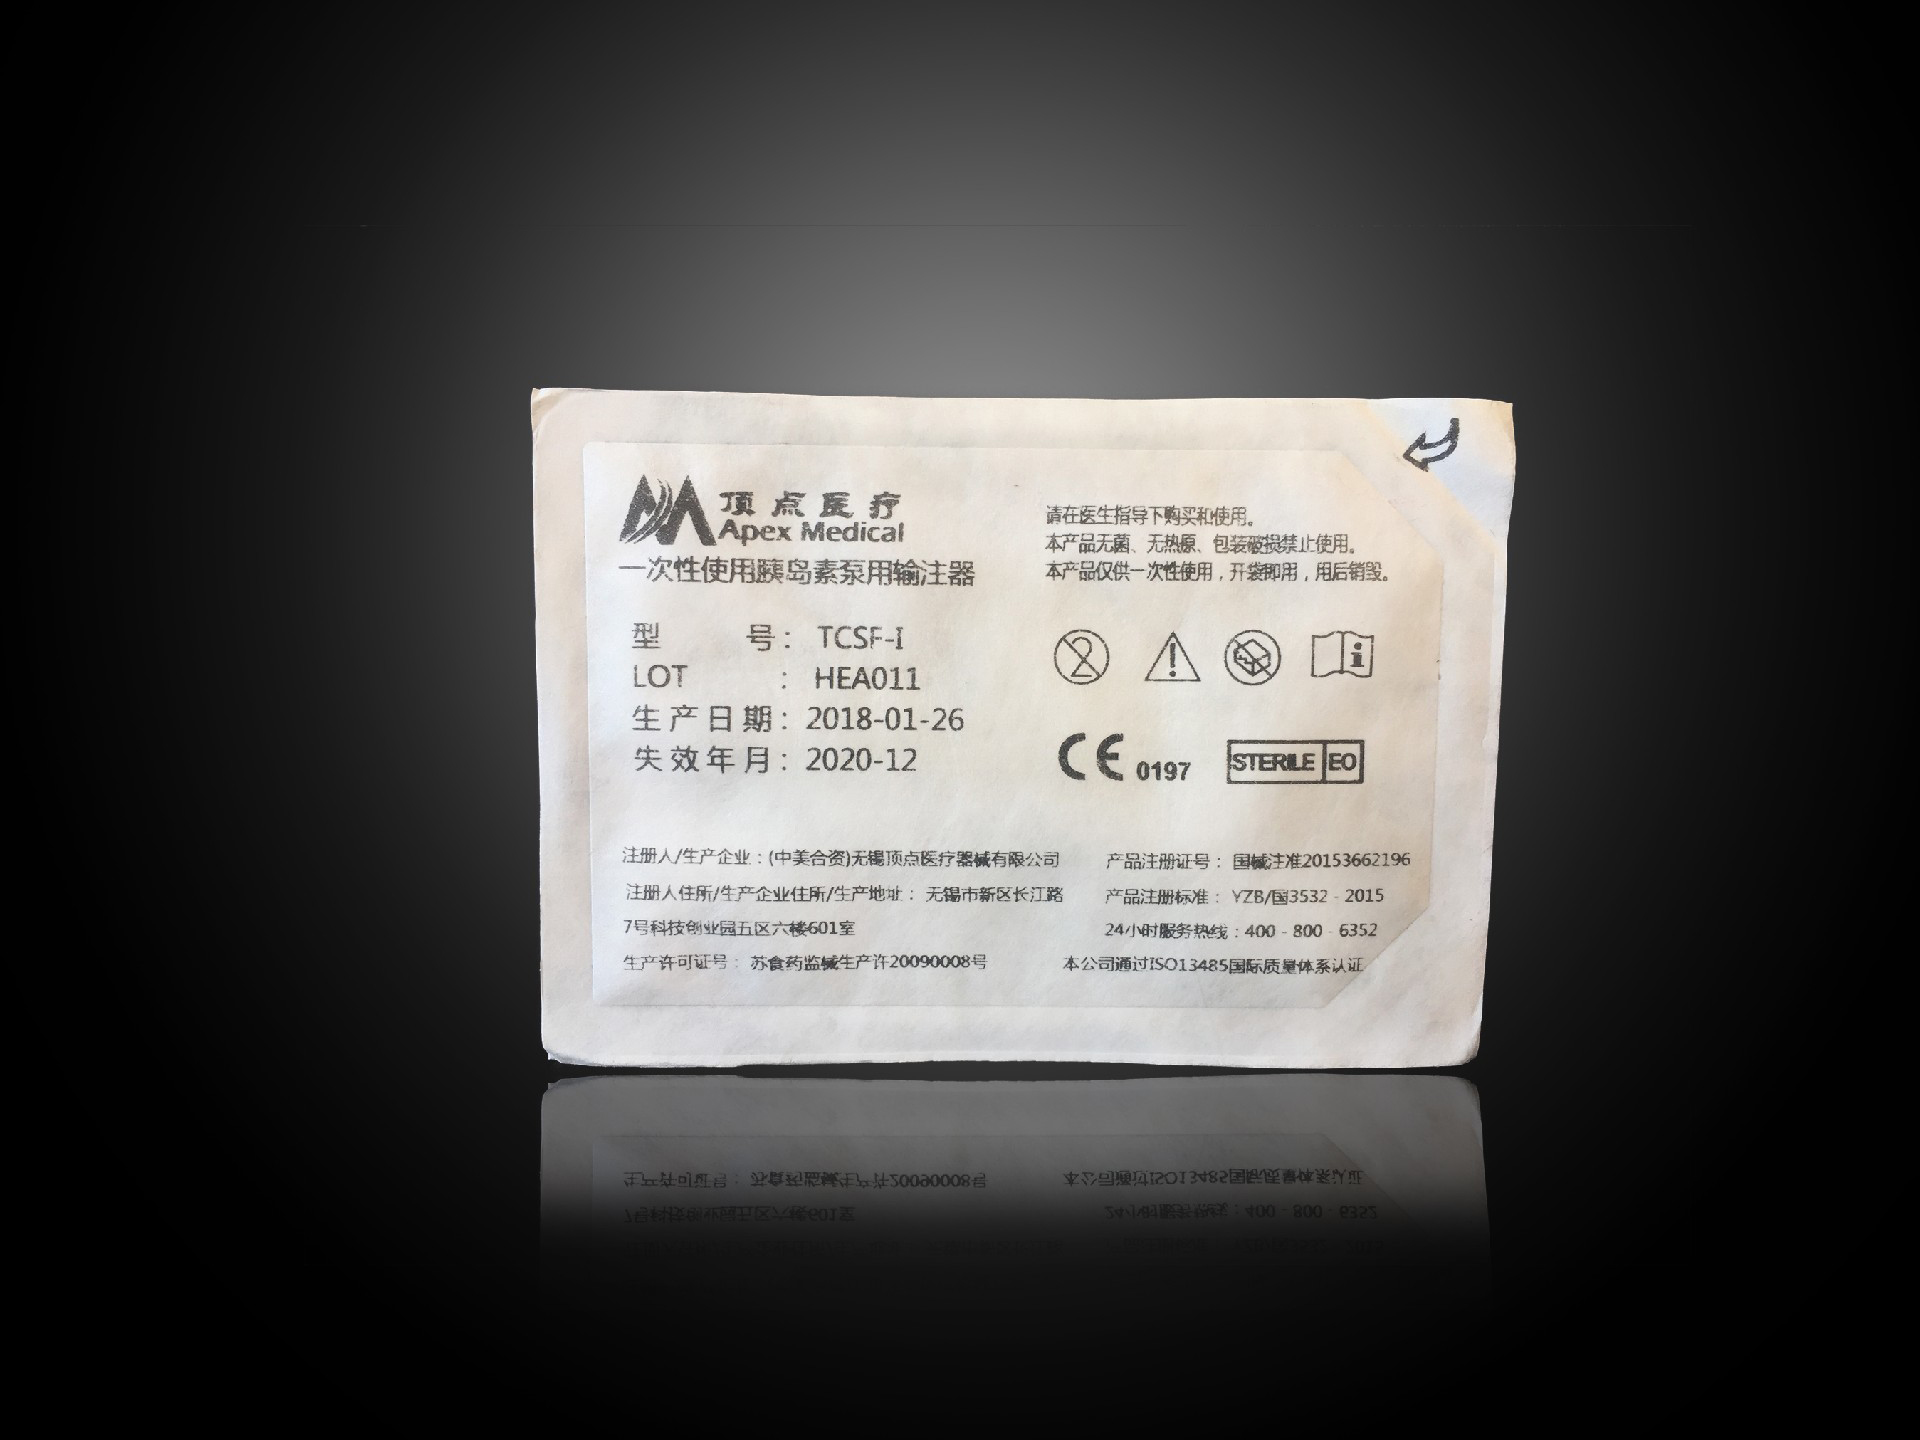 顶点医疗
Apex Medical
一次性使用胰岛素泵用输注器
型 号： TCSF-I
LOT : HEA011
生产日期：2018-01-26
失效年月：2020-12
请在医生指导下购买和使用。
本产品无菌、无热原、包装破损禁止使用。
本产品仅供一次性使用，开袋即用，用后销毁。
2
!
i
CE 0197
STERILE EO
注册人/生产企业：(中美合资)无锡顶点医疗器械有限公司
注册人住所/生产企业住所/生产地址： 无锡市新区长江路
7号科技创业园五区六楼601室
生产许可证号： 苏食药监械生产许20090008号
产品注册证号： 国械注准20153662196
产品注册标准： YZB/国3532 - 2015
24小时服务热线：400 - 800 - 6352
本公司通过ISO13485国际质量体系认证